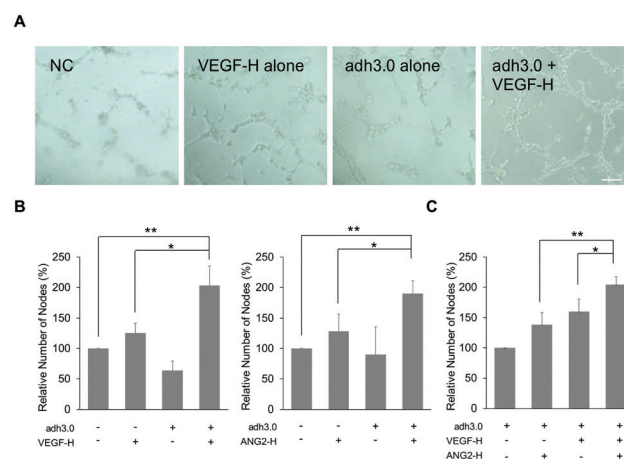 A
NC
VEGF-H alone
adh3.0 alone
adh3.0 +
VEGF-H
B
C
Relative Number of Nodes (%)
250
200
150
100
50
0
**
*
adh3.0 - - + +
VEGF-H - + - +
Relative Number of Nodes (%)
250
200
150
100
50
0
**
*
adh3.0 - - + +
ANG2-H - + - +
Relative Number of Nodes (%)
250
200
150
100
50
0
**
*
adh3.0 + + + +
VEGF-H - - + +
ANG2-H - + - +